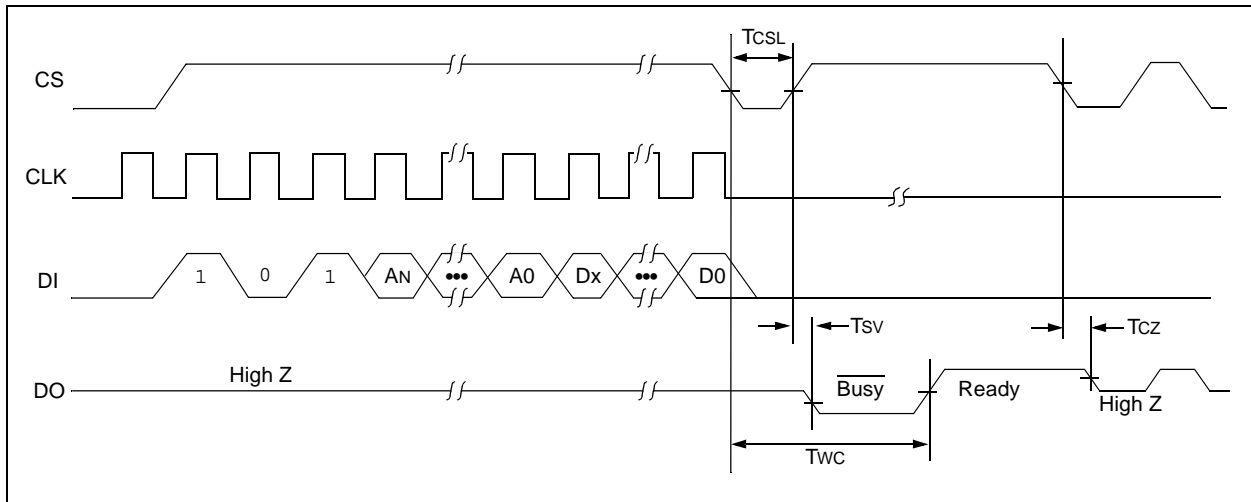 TCSL
CS
CLK
DI 1 0 1 AN ••• A0 Dx ••• D0
TSV TCZ
High Z
DO Busy Ready High Z
TWC